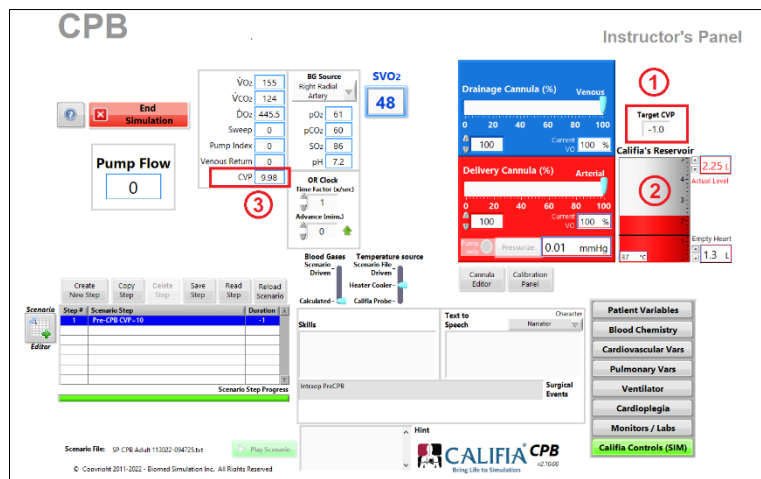 CPB
Instructor's Panel
End
Simulation
Pump Flow
0
V̇O₂ 155
V̇CO₂ 124
ḊO₂ 445.5
Sweep 0
Pump Index 0
Venous Return 0
CVP 9.98
3
BG Source
Right Radial
Artery
pO₂ 61
pCO₂ 60
SO₂ 86
pH 7.2
OR Clock
Time Factor (x/sec)
1
Advance (mins.)
0
SVO₂
48
Drainage Cannula (%) Venous
0 20 40 60 80 100
100 Current VO 100 %
Delivery Cannula (%) Arterial
0 20 40 60 80 100
100 Current VO 100 %
Pump only Pressurize 0.01 mmHg
1
Target CVP
-1.0
Califia's Reservoir
2
2.25 L
Actual Level
Empty Heart
1.3 L
37 °C
Cannula
Editor
Calibration
Panel
Blood Gases
Scenario
Driven
Calculated
Temperature source
Scenario File
Driven
Heater Cooler
Califia Probe
Create
New Step
Copy
Step
Delete
Step
Save
Step
Read
Step
Reload
Scenario
Scenario
Editor
Step # Scenario Step Duration
1 Pre-CPB CVP-10 -1
Scenario Step Progress
Skills
Text to
Speech
Character
Narrator
Intraop PreCPB
Surgical
Events
Hint
Patient Variables
Blood Chemistry
Cardiovascular Vars
Pulmonary Vars
Ventilator
Cardioplegia
Monitors / Labs
Califia Controls (SIM)
Scenario File: SP CPB Adult 113022-094725.txt
Play Scenario
© Copyright 2011-2022 - Biomed Simulation Inc. All Rights Reserved
CALIFIA CPB
Bring Life to Simulation
v2.10.00